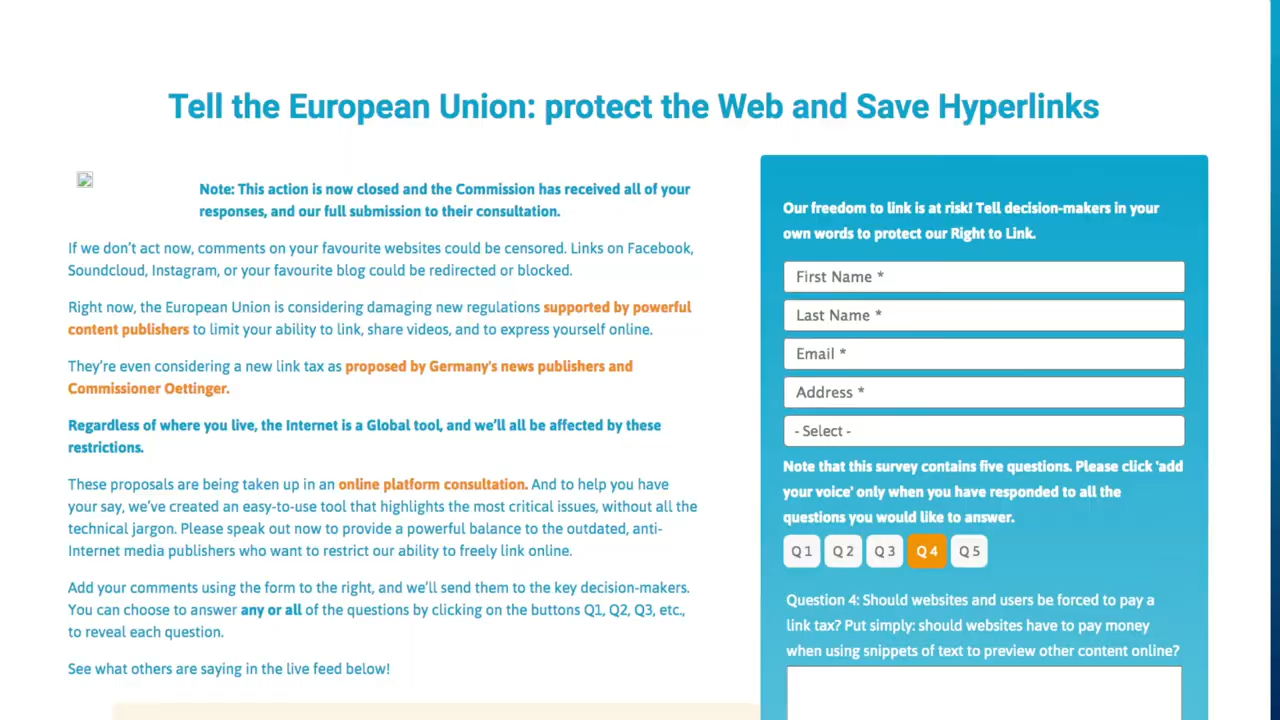 Tell the European Union: protect the Web and Save Hyperlinks
Note: This action is now closed and the Commission has received all of your
responses, and our full submission to their consultation.
If we don’t act now, comments on your favourite websites could be censored. Links on Facebook,
Soundcloud, Instagram, or your favourite blog could be redirected or blocked.
Right now, the European Union is considering damaging new regulations supported by powerful
content publishers to limit your ability to link, share videos, and to express yourself online.
They’re even considering a new link tax as proposed by Germany's news publishers and
Commissioner Oettinger.
Regardless of where you live, the Internet is a Global tool, and we’ll all be affected by these
restrictions.
These proposals are being taken up in an online platform consultation. And to help you have
your say, we’ve created an easy-to-use tool that highlights the most critical issues, without all the
technical jargon. Please speak out now to provide a powerful balance to the outdated, anti-
Internet media publishers who want to restrict our ability to freely link online.
Add your comments using the form to the right, and we’ll send them to the key decision-makers.
You can choose to answer any or all of the questions by clicking on the buttons Q1, Q2, Q3, etc.,
to reveal each question.
See what others are saying in the live feed below!
Our freedom to link is at risk! Tell decision-makers in your
own words to protect our Right to Link.
First Name *
Last Name *
Email *
Address *
- Select -
Note that this survey contains five questions. Please click 'add
your voice' only when you have responded to all the
questions you would like to answer.
Q 1 Q 2 Q 3 Q 4 Q 5
Question 4: Should websites and users be forced to pay a
link tax? Put simply: should websites have to pay money
when using snippets of text to preview other content online?